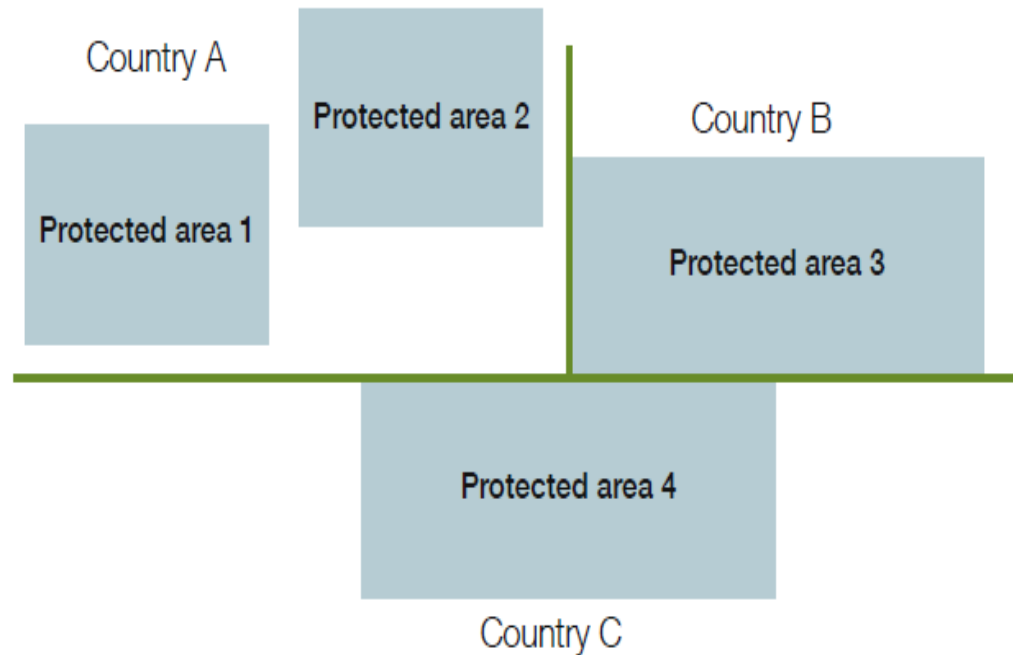 Country A
Protected area 2
Country B
Protected area 1
Protected area 3
Protected area 4
Country C